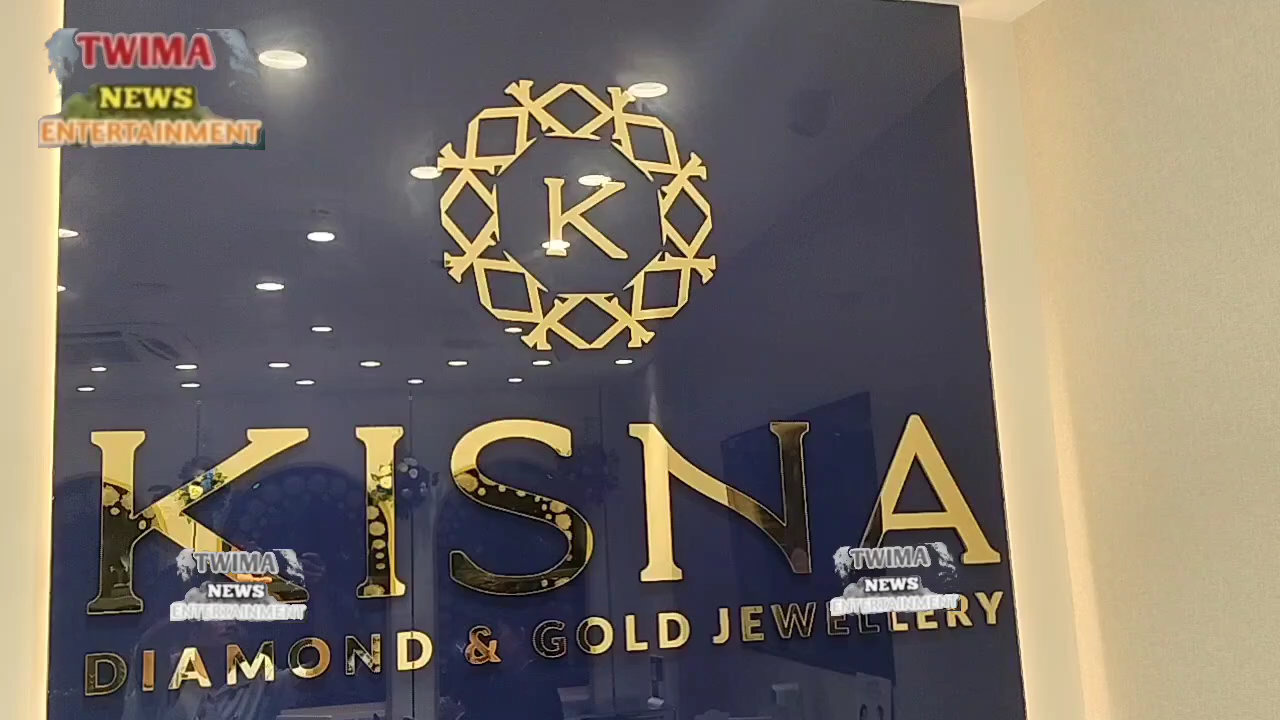 TWIMA
NEWS
ENTERTAINMENT
K
KISNA
TWIMA
NEWS
ENTERTAINMENT
TWIMA
NEWS
ENTERTAINMENT
DIAMOND & GOLD JEWELLERY